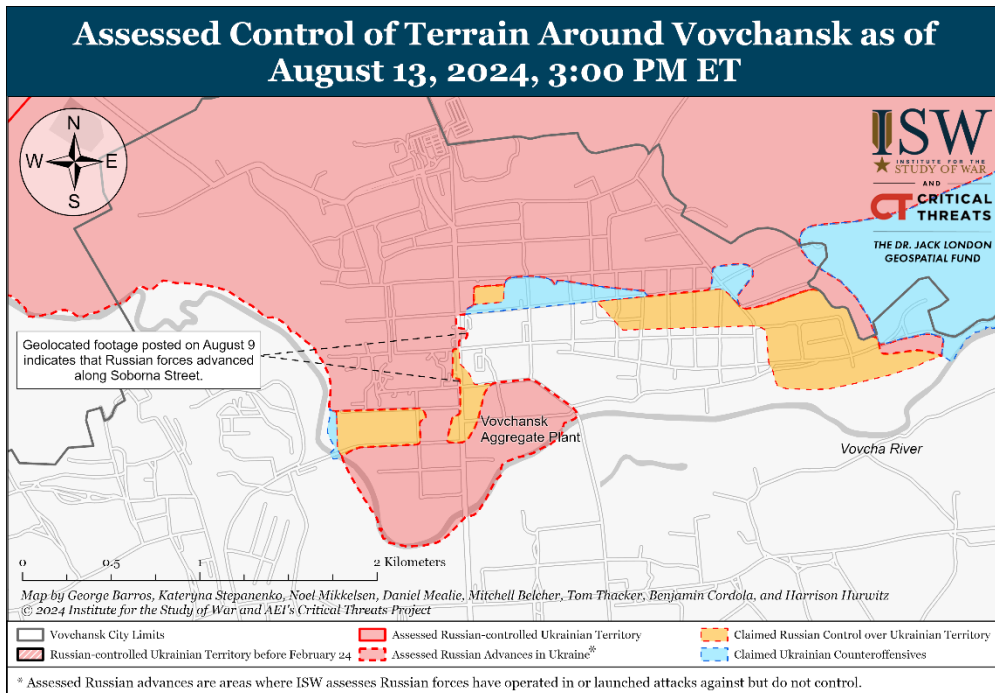 Assessed Control of Terrain Around Vovchansk as of
August 13, 2024, 3:00 PM ET
N
W
E
S
ISW
INSTITUTE FOR THE
STUDY OF WAR
AND
CT CRITICAL
THREATS
THE DR. JACK LONDON
GEOSPATIAL FUND
Geolocated footage posted on August 9
indicates that Russian forces advanced
along Soborna Street.
Vovchansk
Aggregate Plant
Vovcha River
0 0.5 1 2 Kilometers
Map by George Barros, Kateryna Stepanenko, Noel Mikkelsen, Daniel Mealie, Mitchell Belcher, Tom Thacker, Benjamin Cordola, and Harrison Hurwitz
© 2024 Institute for the Study of War and AEI's Critical Threats Project
Vovchansk City Limits
Assessed Russian-controlled Ukrainian Territory
Claimed Russian Control over Ukrainian Territory
Russian-controlled Ukrainian Territory before February 24
Assessed Russian Advances in Ukraine*
Claimed Ukrainian Counteroffensives
* Assessed Russian advances are areas where ISW assesses Russian forces have operated in or launched attacks against but do not control.